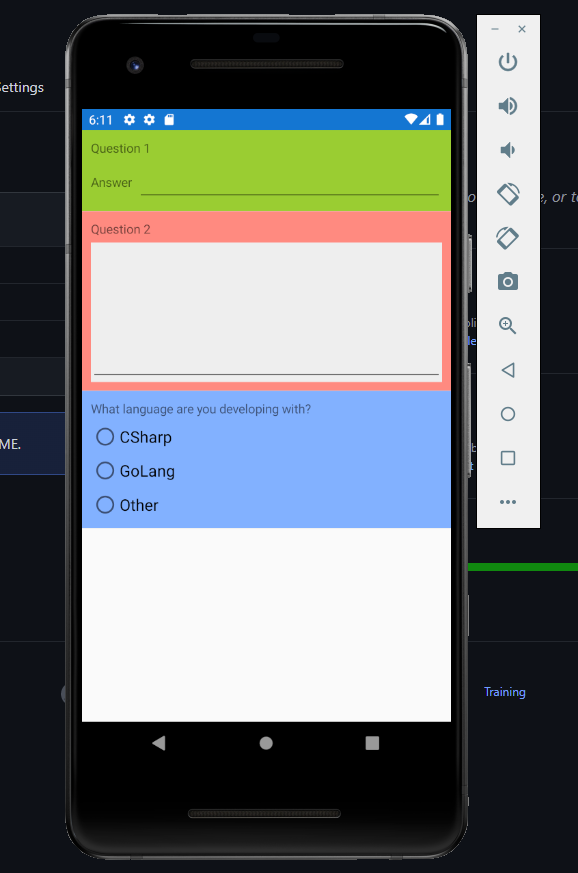 Settings
6:11
Question 1
Answer
Question 2
What language are you developing with?
CSharp
GoLang
Other
ME.
e, or t
Training